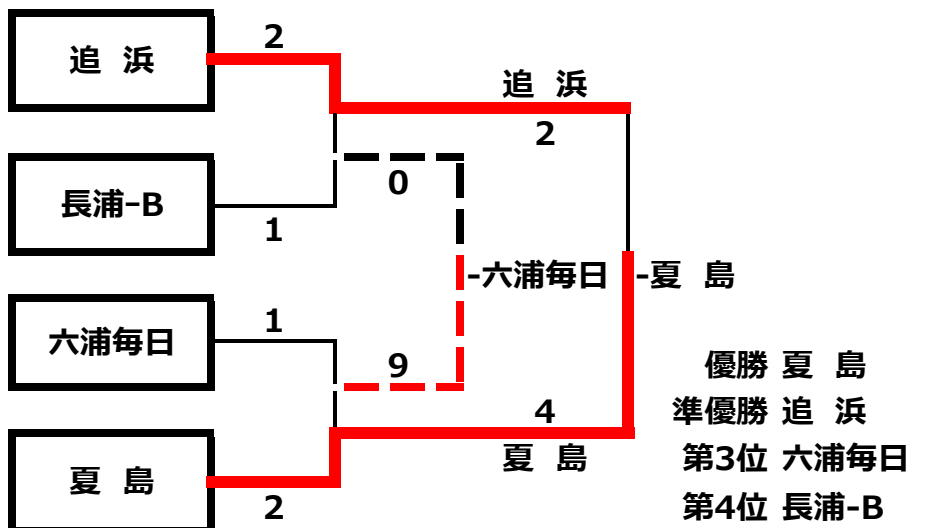 追 浜
2
追 浜
2
長浦-B
1
0
-六浦毎日
-夏 島
六浦毎日
1
9
夏 島
2
4
夏 島
優勝 夏 島
準優勝 追 浜
第3位 六浦毎日
第4位 長浦-B